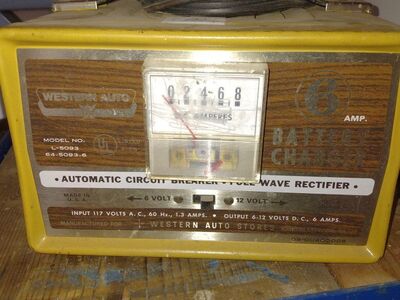 WESTERN AUTO
MODEL NO.
L-5093
64-5093-6
UL
0 2 4 6 8
DC AMPERES
6
AMP.
BATTERY
CHARGER
• AUTOMATIC CIRCUIT BREAKER • FULL WAVE RECTIFIER •
MADE IN
U.S.A.
6 VOLT
12 VOLT
INPUT 117 VOLTS A.C., 60 Hz., 1.3 AMPS. • OUTPUT 6-12 VOLTS D.C., 6 AMPS.
MANUFACTURED FOR WESTERN AUTO STORES